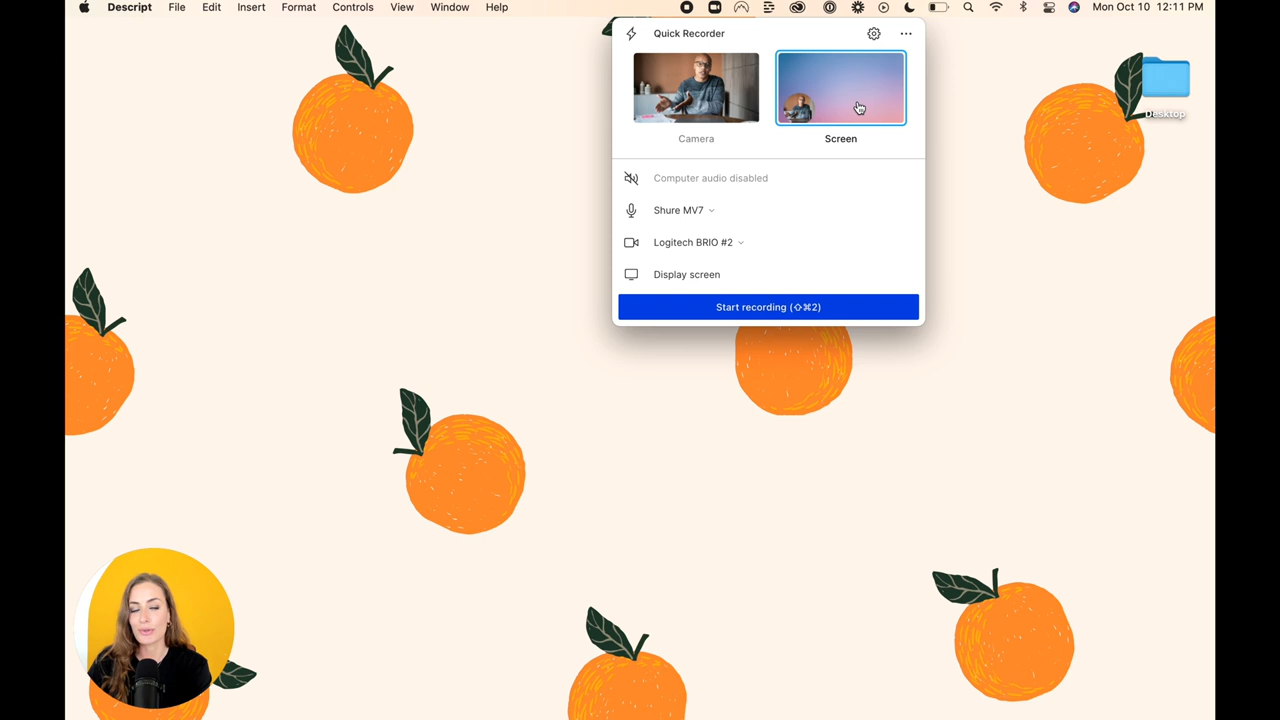 Descript File Edit Insert Format Controls View Window Help Mon Oct 10 12:11 PM
Quick Recorder
Camera Screen
Desktop
Computer audio disabled
Shure MV7
Logitech BRIO #2
Display screen
Start recording (⇧⌘2)